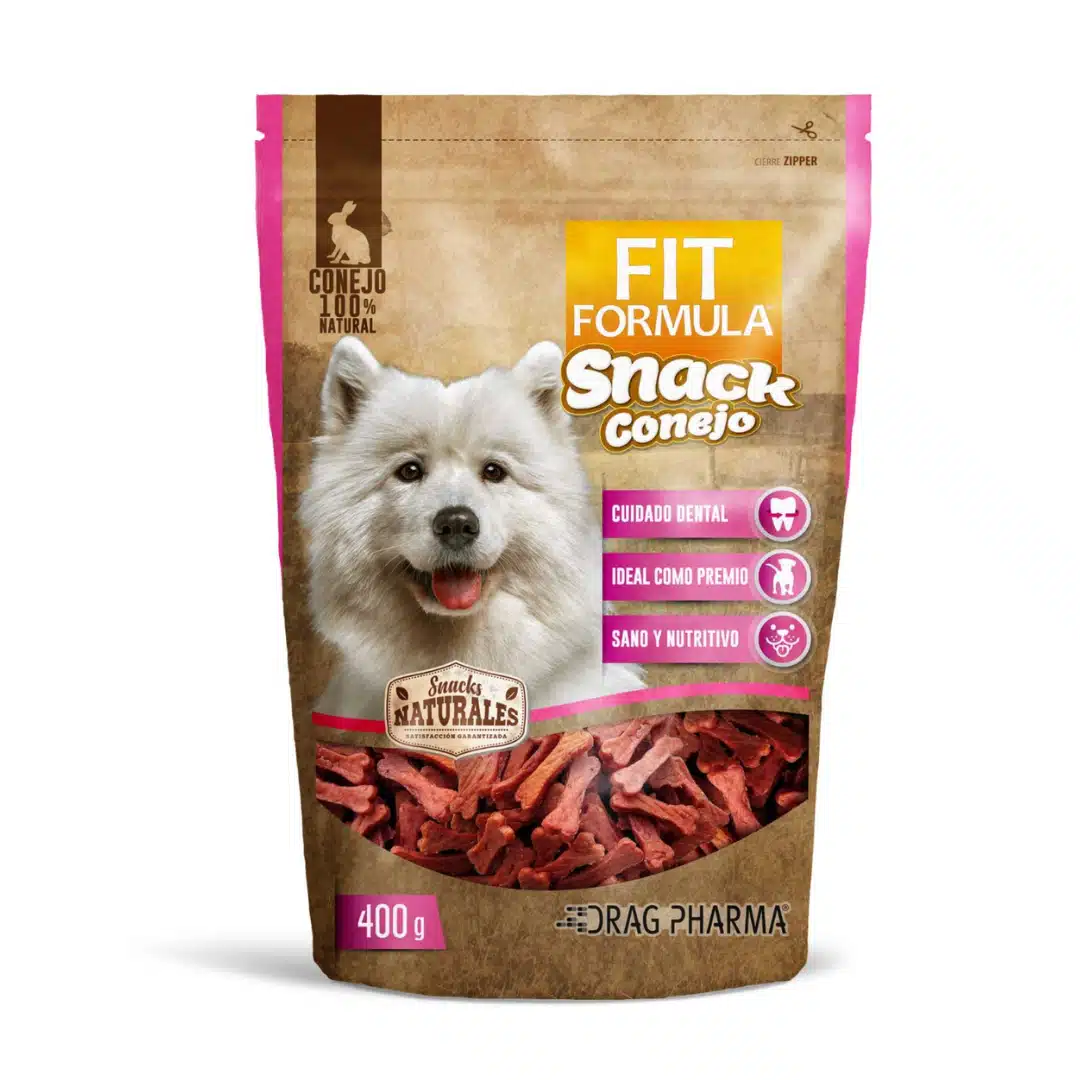 CIERRE ZIPPER
CONEJO
100%
NATURAL
FIT
FORMULA
Snack
Conejo
CUIDADO DENTAL
IDEAL COMO PREMIO
SANO Y NUTRITIVO
Snacks
NATURALES
SATISFACCIÓN GARANTIZADA
400 g
DRAG PHARMA®